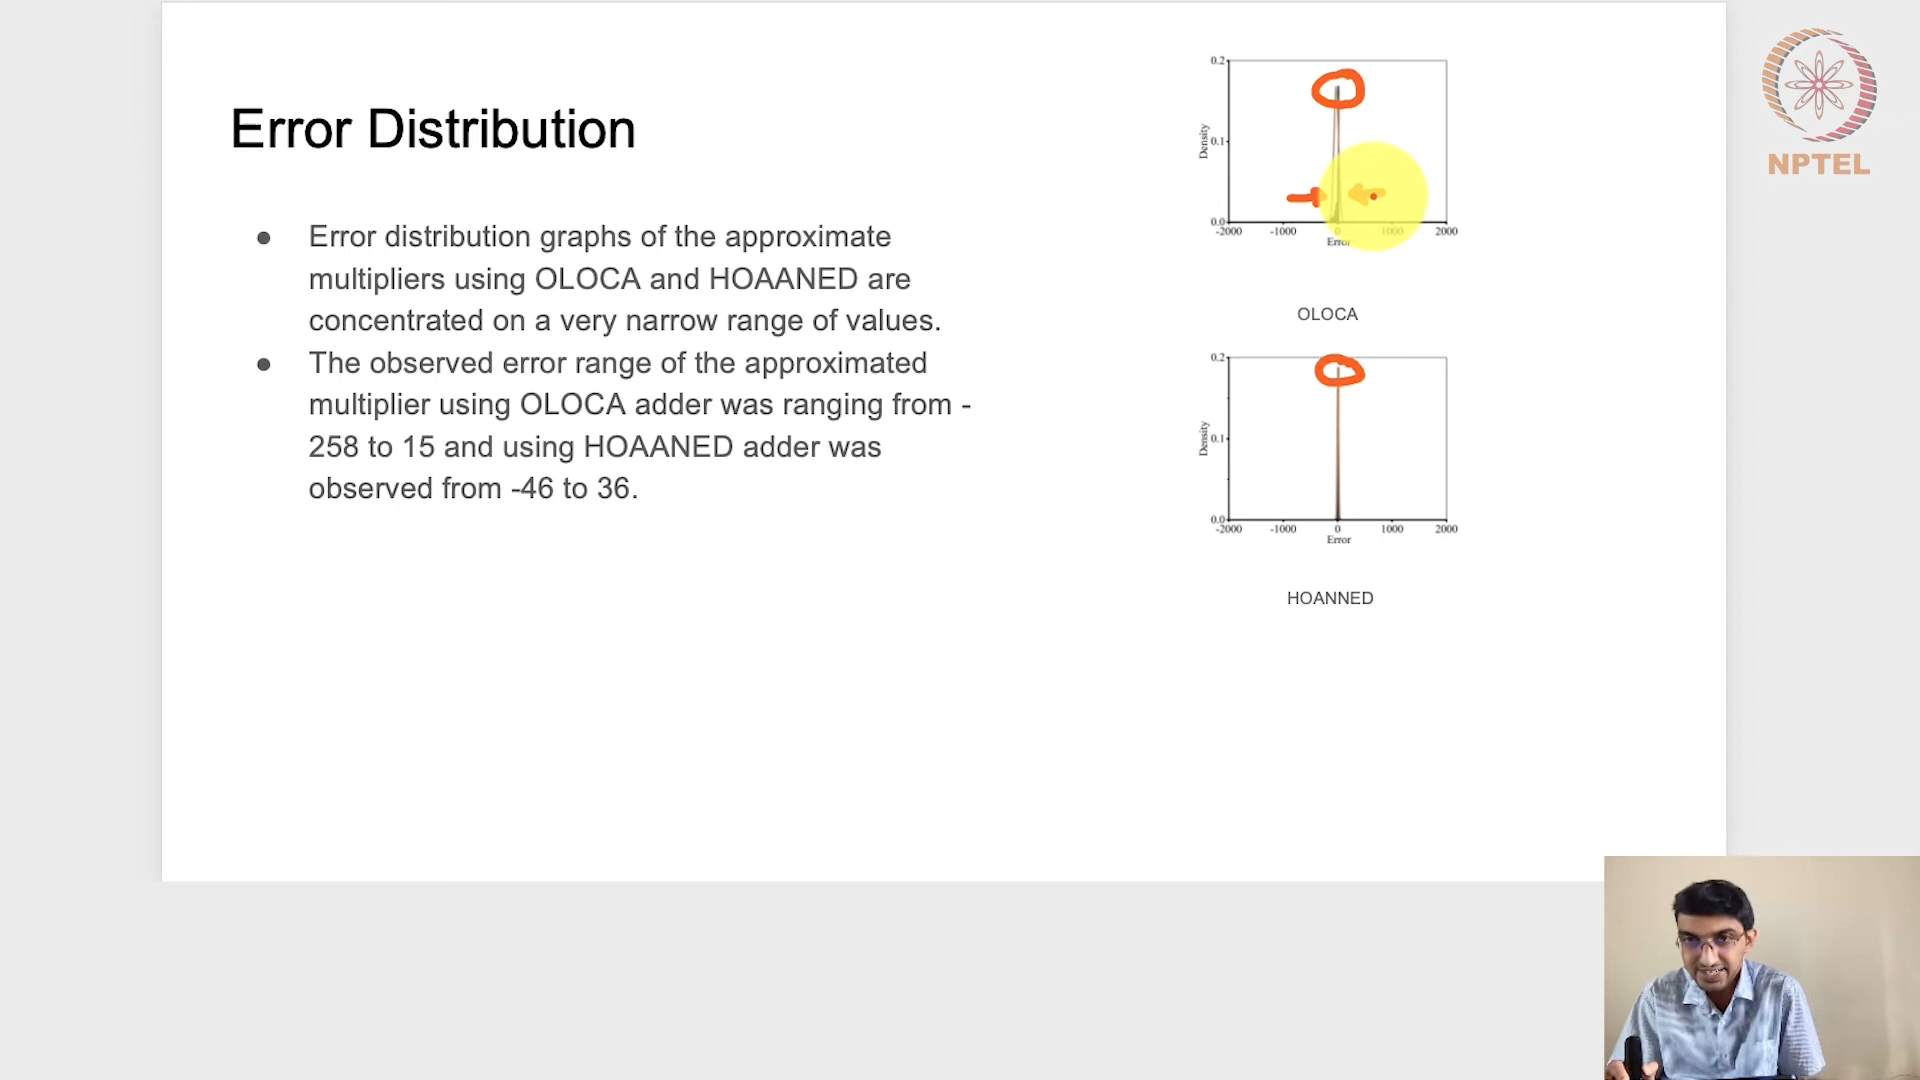 Error Distribution
● Error distribution graphs of the approximate
multipliers using OLOCA and HOAANED are
concentrated on a very narrow range of values.
● The observed error range of the approximated
multiplier using OLOCA adder was ranging from -
258 to 15 and using HOAANED adder was
observed from -46 to 36.
0.2
0.1
0.0
Density
-2000 -1000 0 1000 2000
Error
OLOCA
0.2
0.1
0.0
Density
-2000 -1000 0 1000 2000
Error
HOANNED
NPTEL